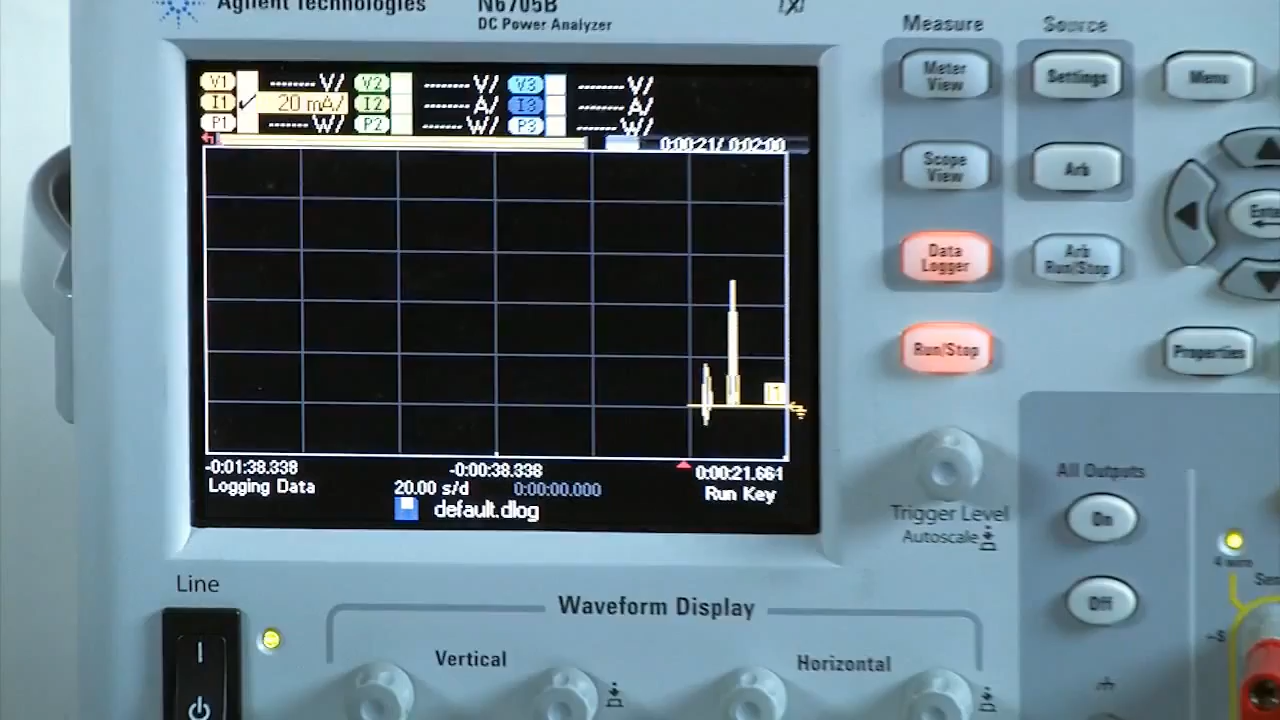 Agilent Technologies
N6705B
DC Power Analyzer
Measure
Source
Meter View
Settings
Menu
Scope View
Arb
Data Logger
Arb Run/Stop
Run/Stop
Properties
V1 ------- V/ V2 ------- V/ V3 ------- V/
I1 ✓ 20 mA/ I2 ------- A/ I3 ------- A/
P1 ------- W/ P2 ------- W/ P3 ------- W/
0:00:21/ 0:02:00
-0:01:38.338 -0:00:38.338 0:00:21.661
Logging Data 20.00 s/d 0:00:00.000 Run Key
default.dlog
Trigger Level
Autoscale
All Outputs
On
Off
4 wire
-S
Line
Waveform Display
Vertical
Horizontal